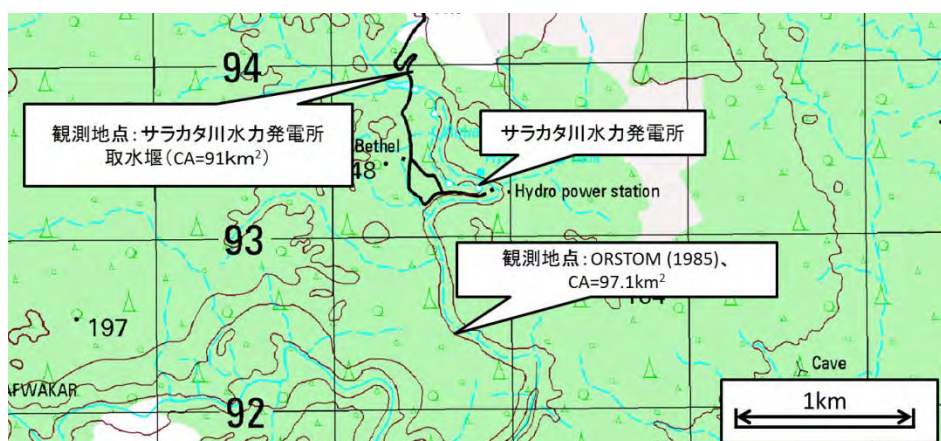 94
観測地点：サラカタ川水力発電所
取水堰（CA=91km²）
サラカタ川水力発電所
Bethel
48
Hydro power station
93
観測地点：ORSTOM (1985)、
CA=97.1km²
197
Cave
AFWAKAR
92
1km